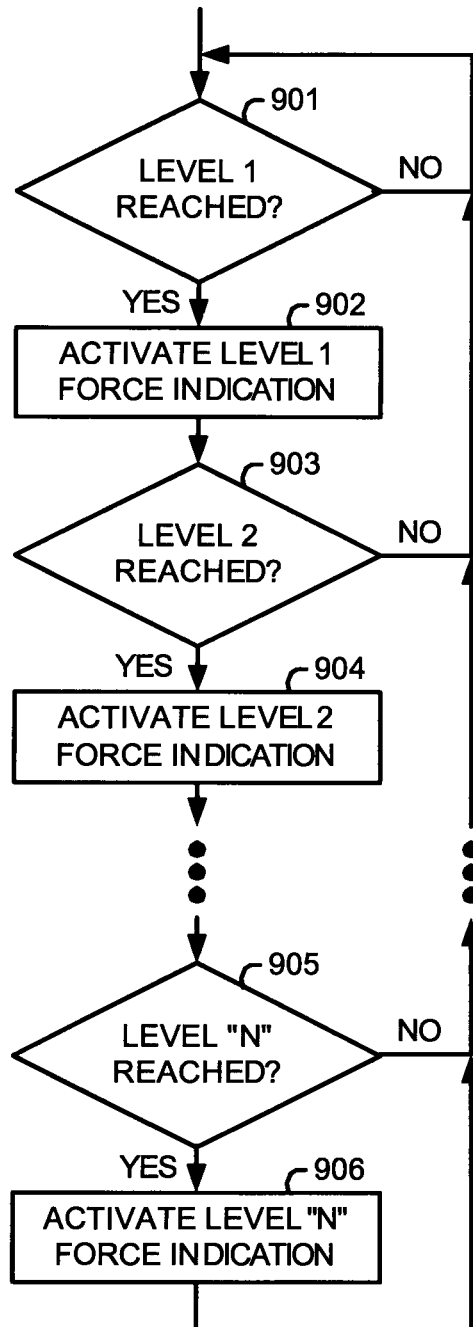 901
LEVEL 1
REACHED?
NO
YES
902
ACTIVATE LEVEL 1
FORCE INDICATION
903
LEVEL 2
REACHED?
NO
YES
904
ACTIVATE LEVEL 2
FORCE INDICATION
905
LEVEL "N"
REACHED?
NO
YES
906
ACTIVATE LEVEL "N"
FORCE INDICATION